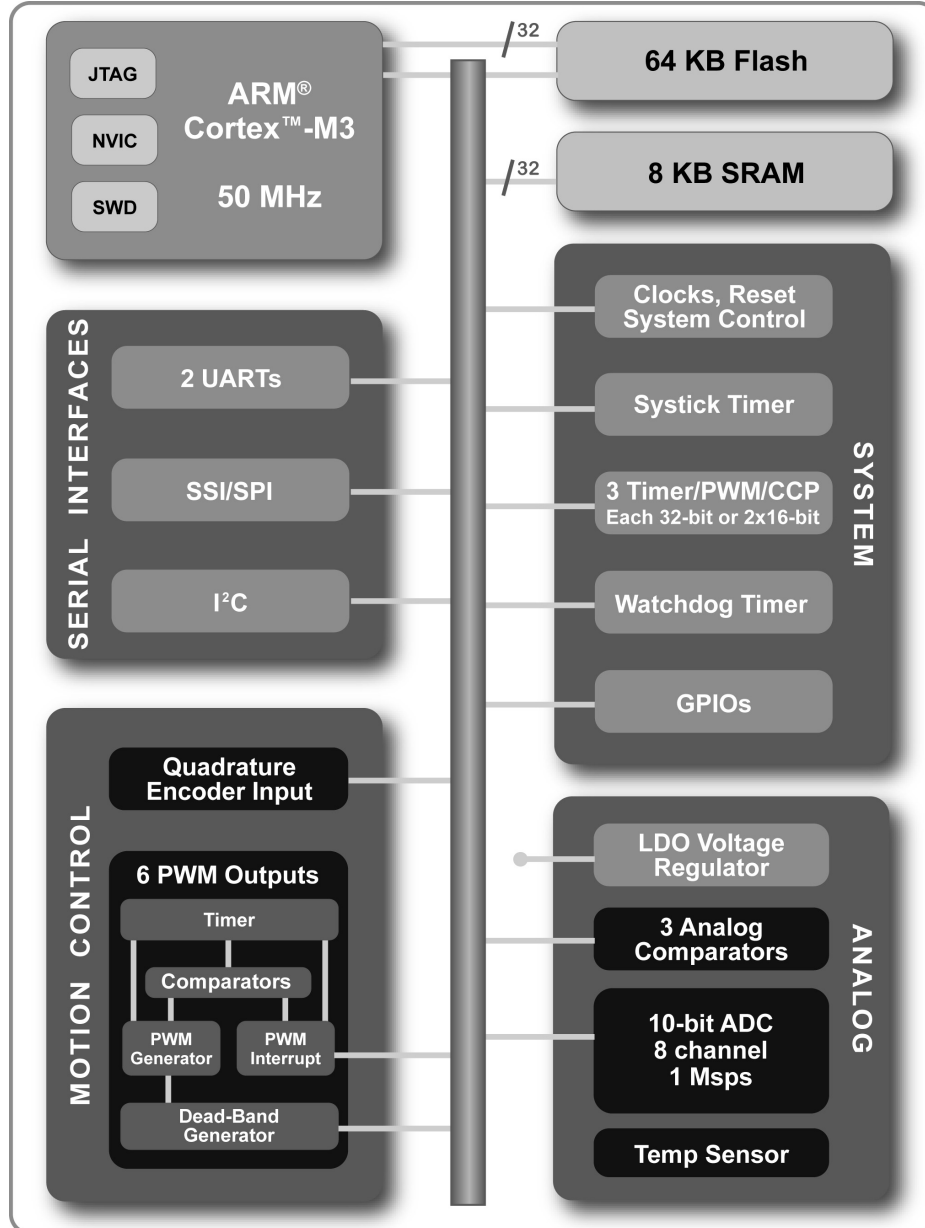 JTAG
NVIC
SWD
ARM®
Cortex™-M3
50 MHz
32
64 KB Flash
32
8 KB SRAM
SERIAL INTERFACES
2 UARTs
SSI/SPI
I²C
SYSTEM
Clocks, Reset
System Control
Systick Timer
3 Timer/PWM/CCP
Each 32-bit or 2x16-bit
Watchdog Timer
GPIOs
MOTION CONTROL
Quadrature
Encoder Input
6 PWM Outputs
Timer
Comparators
PWM
Generator
PWM
Interrupt
Dead-Band
Generator
ANALOG
LDO Voltage
Regulator
3 Analog
Comparators
10-bit ADC
8 channel
1 Msps
Temp Sensor